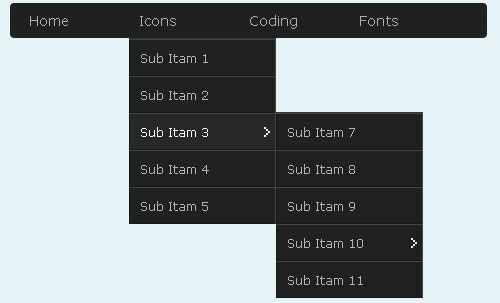 Home Icons Coding Fonts
Sub Itam 1
Sub Itam 2
Sub Itam 3
Sub Itam 4
Sub Itam 5
Sub Itam 7
Sub Itam 8
Sub Itam 9
Sub Itam 10
Sub Itam 11